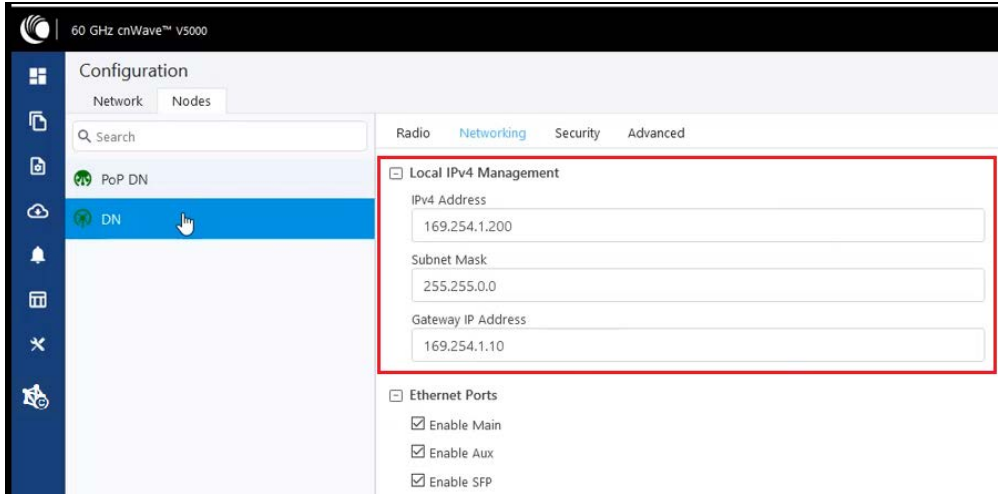 60 GHz cnWave™ V5000
Configuration
Network Nodes
Search
PoP DN
DN
Radio Networking Security Advanced
Local IPv4 Management
IPv4 Address
169.254.1.200
Subnet Mask
255.255.0.0
Gateway IP Address
169.254.1.10
Ethernet Ports
Enable Main
Enable Aux
Enable SFP